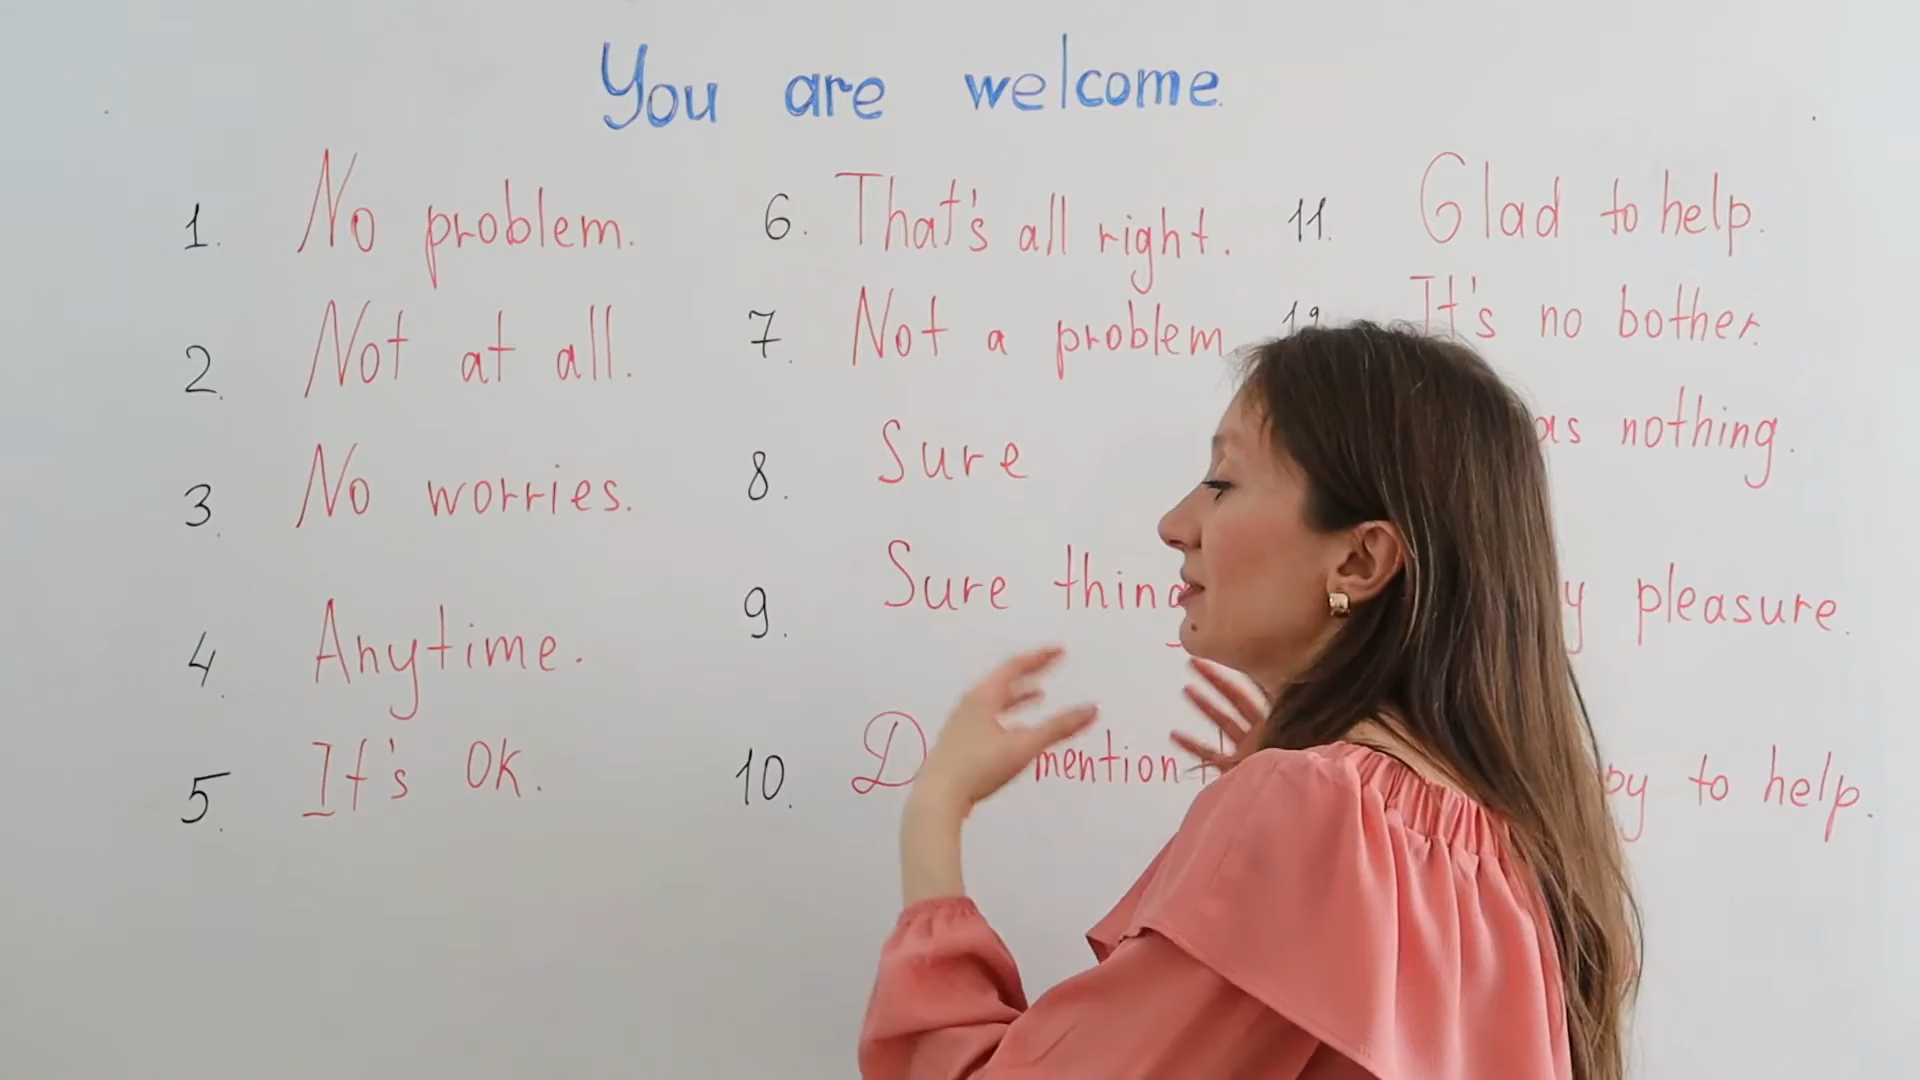 You are welcome.
1. No problem.
2. Not at all.
3. No worries.
4. Anytime.
5. It's OK.
6. That's all right.
7. Not a problem
8. Sure
9. Sure thing
10. mention
11. Glad to help.
12. It's no bother.
nothing.
pleasure.
to help.